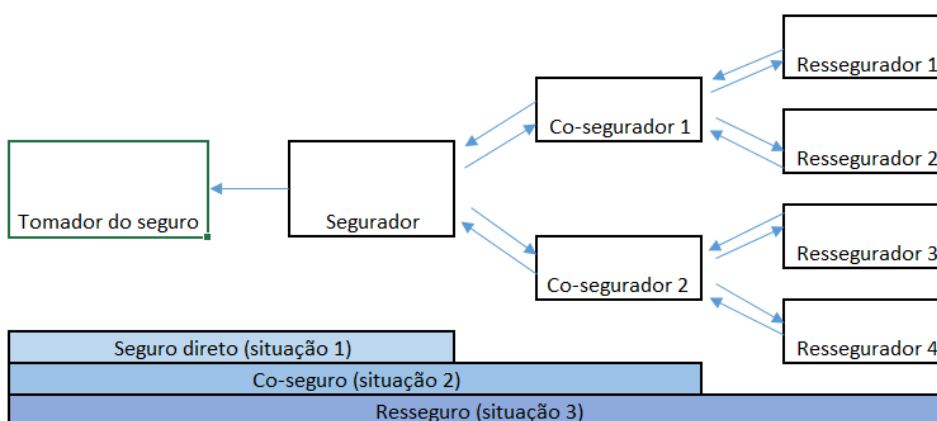 Ressegurador 1
Co-segurador 1
Ressegurador 2
Tomador do seguro
Segurador
Ressegurador 3
Co-segurador 2
Ressegurador 4
Seguro direto (situação 1)
Co-seguro (situação 2)
Resseguro (situação 3)